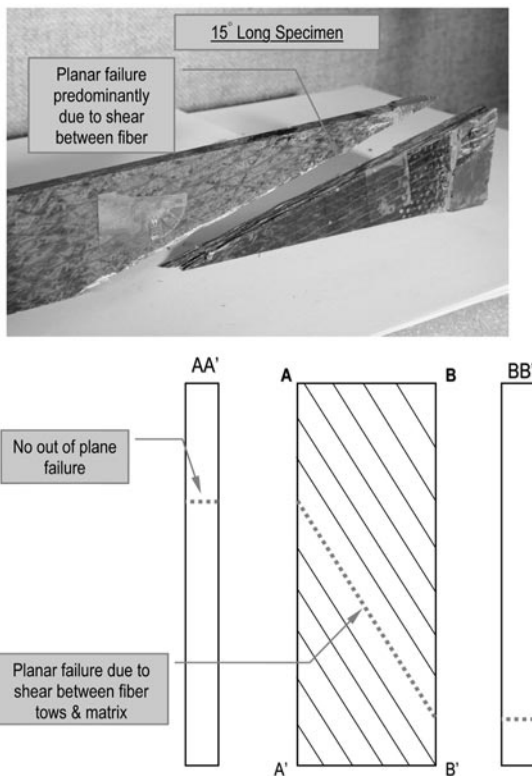 15° Long Specimen
Planar failure
predominantly
due to shear
between fiber
AA'
A
B
BB'
No out of plane
failure
Planar failure due to
shear between fiber
tows & matrix
A'
B'